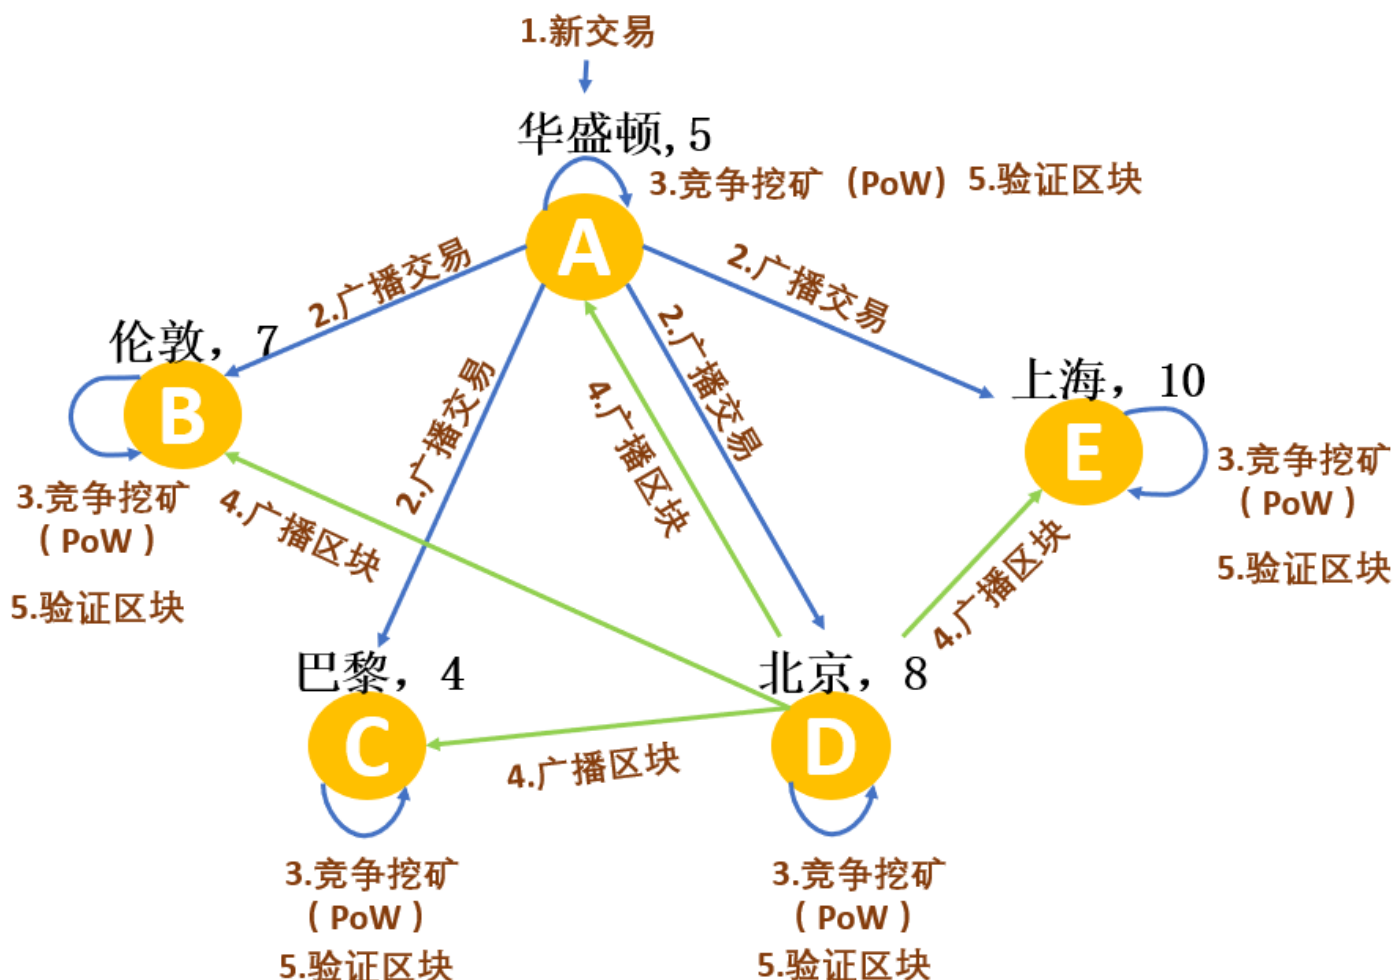 1.新交易
华盛顿,5
3.竞争挖矿（PoW）
5.验证区块
A
2.广播交易
2.广播交易
2.广播交易
2.广播交易
伦敦，7
B
3.竞争挖矿
（PoW）
5.验证区块
上海，10
E
3.竞争挖矿
（PoW）
5.验证区块
4.广播区块
4.广播区块
4.广播区块
4.广播区块
巴黎，4
C
3.竞争挖矿
（PoW）
5.验证区块
北京，8
D
3.竞争挖矿
（PoW）
5.验证区块